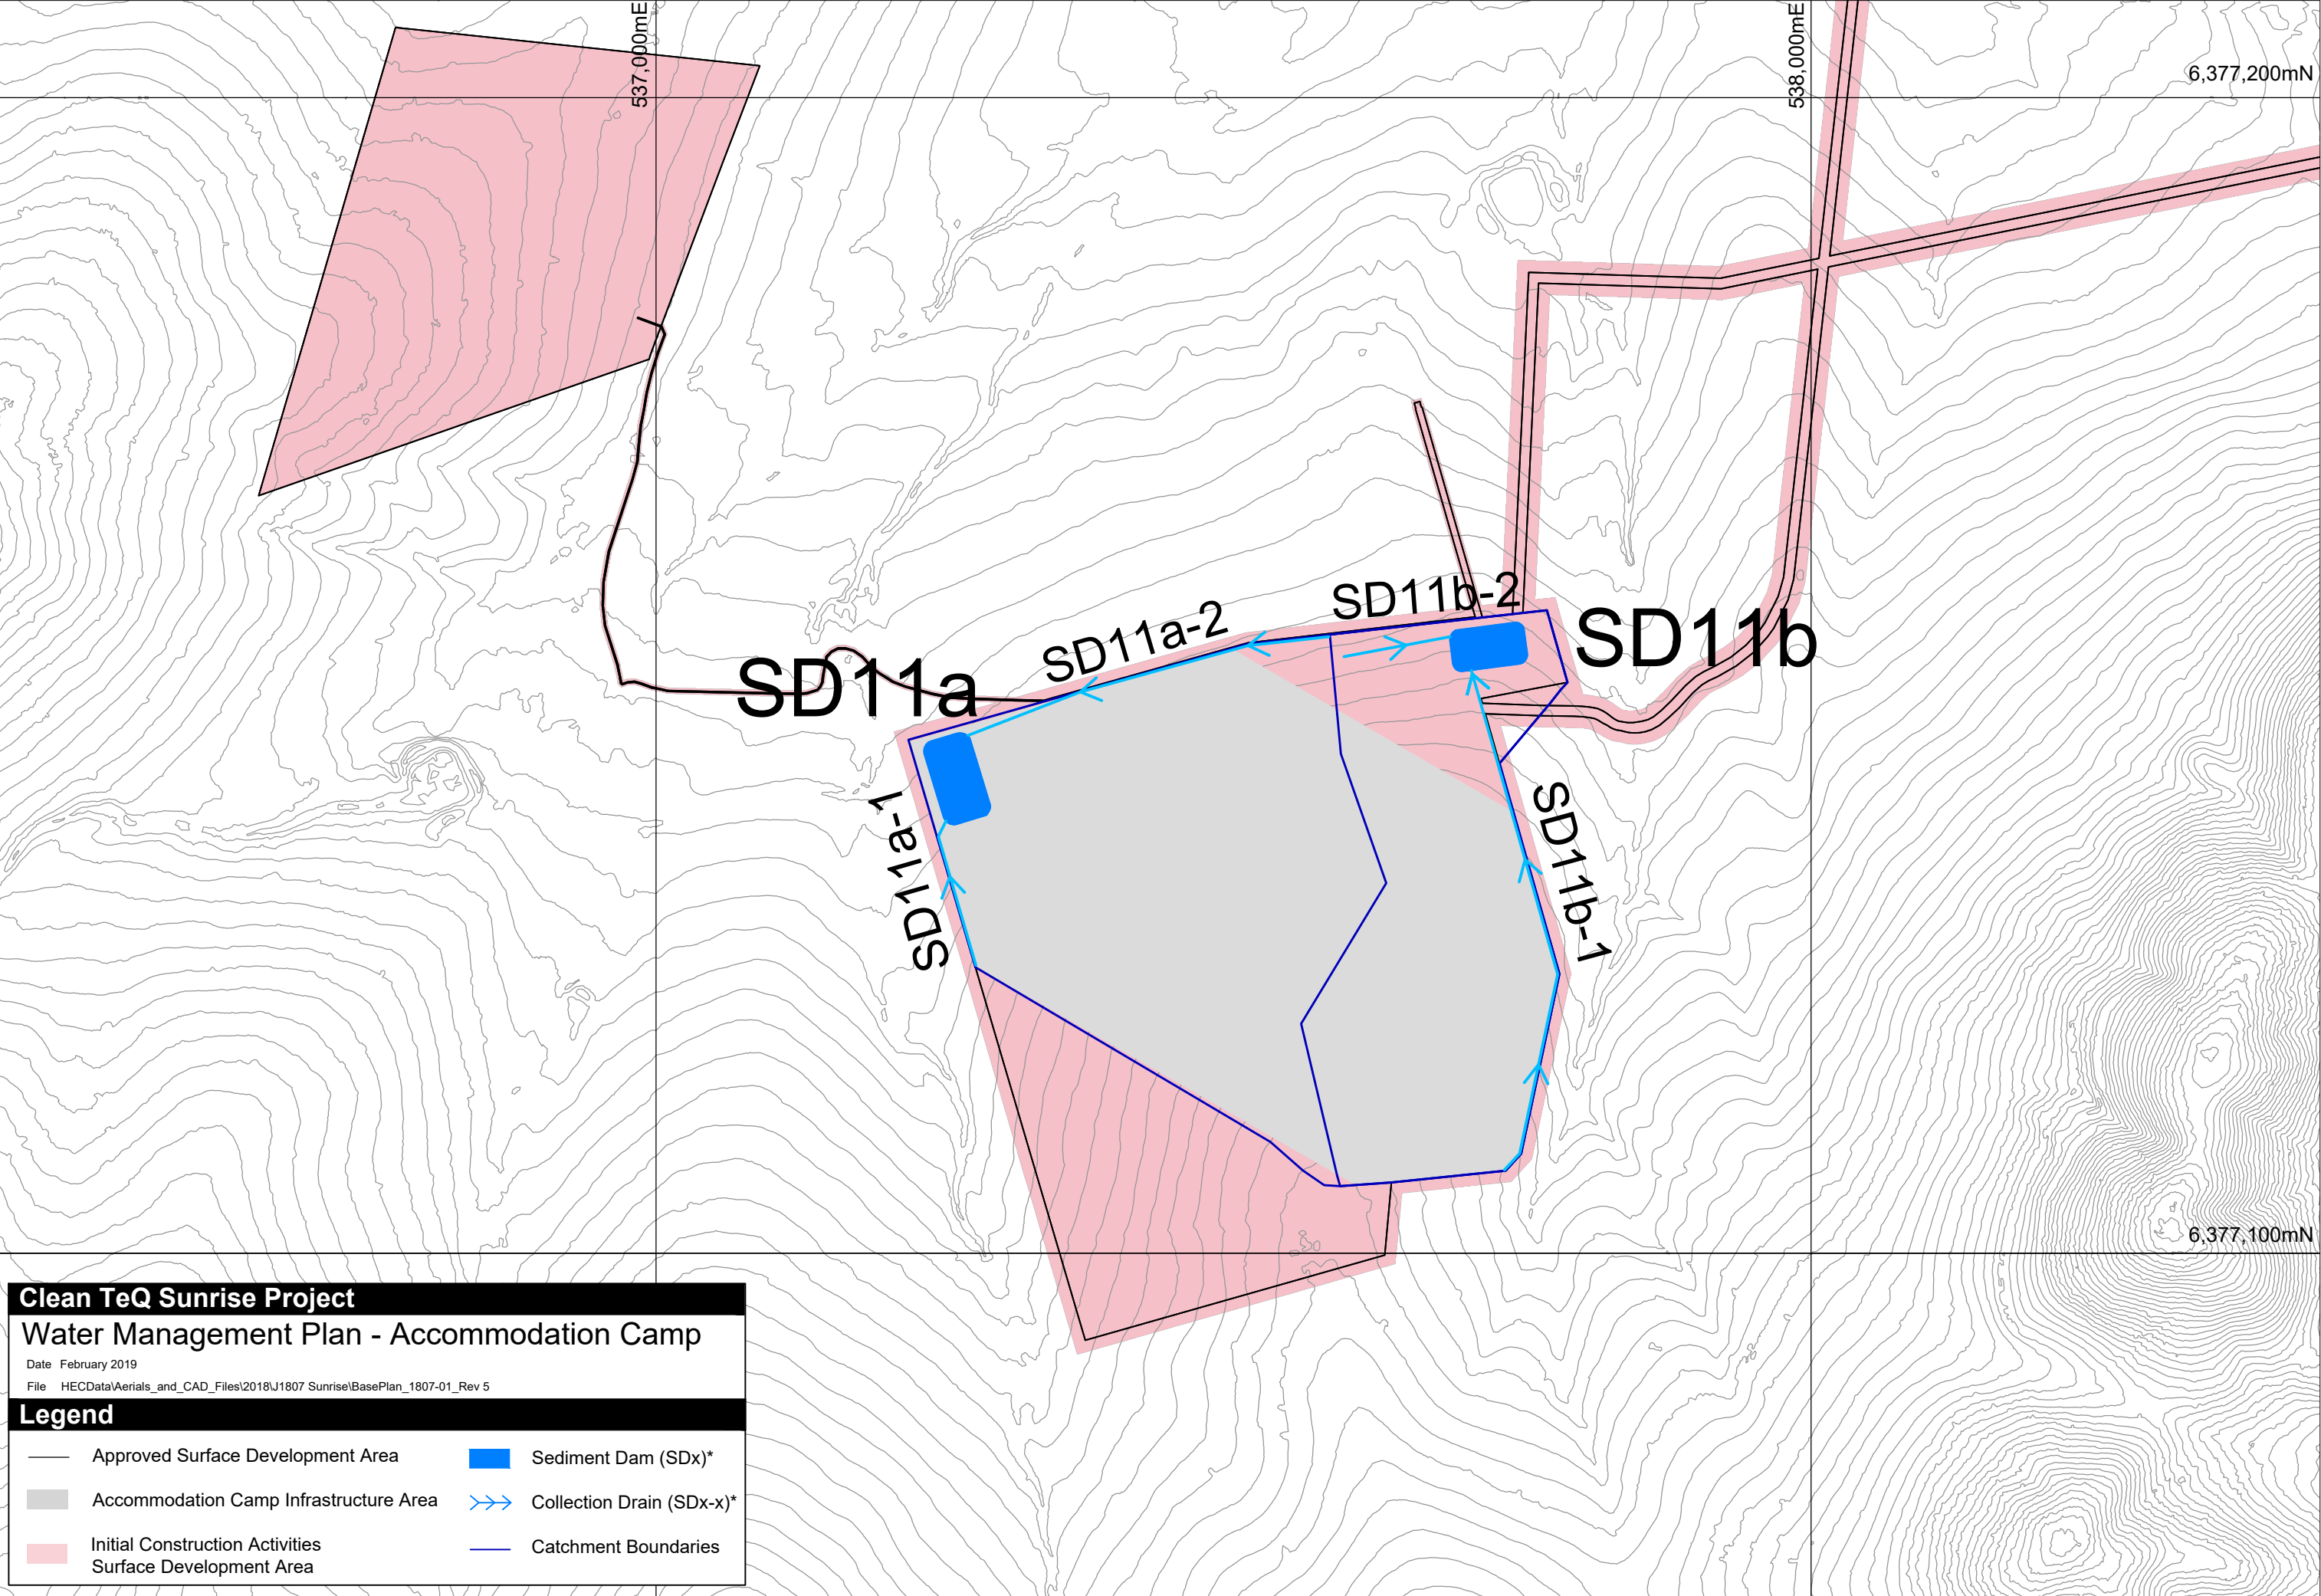 537,000mE
538,000mE
6,377,200mN
SD11b-2
SD11a-2
SD11b
SD11a
SD11a-1
SD11b-1
6,377,100mN
Clean TeQ Sunrise Project
Water Management Plan - Accommodation Camp
Date February 2019
File HECData\Aerials_and_CAD_Files\2018\J1807 Sunrise\BasePlan_1807-01_Rev 5
Legend
Approved Surface Development Area
Accommodation Camp Infrastructure Area
Initial Construction Activities
Surface Development Area
Sediment Dam (SDx)*
Collection Drain (SDx-x)*
Catchment Boundaries